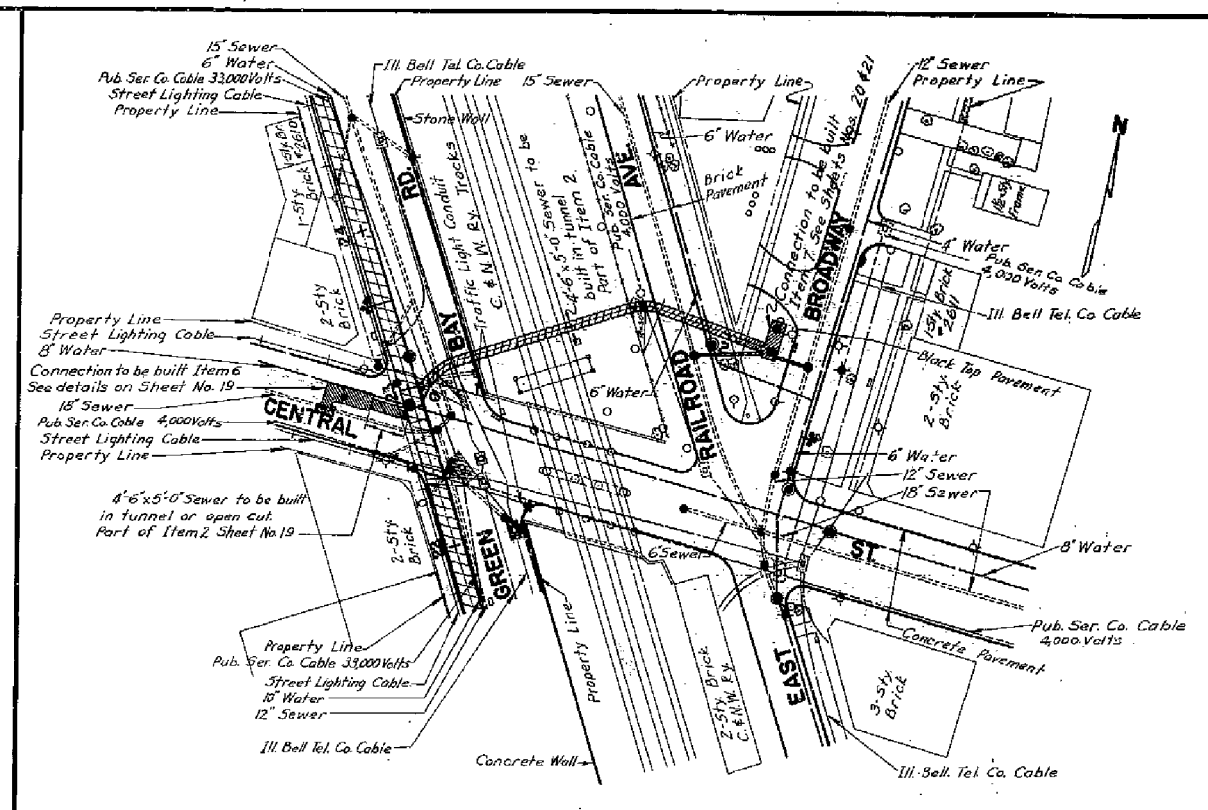 15" Sewer
6" Water
Pub. Ser. Co. Cable 33,000 Volts
Street Lighting Cable
Property Line
Ill. Bell Tel. Co. Cable
Property Line
Stone Wall
15" Sewer
Property Line
6" Water
Brick
Pavement
12" Sewer
Property Line
N
1-Sty.
Brick
2-Sty.
Brick
RD.
BAY
Traffic Light Conduit
C. & N.W. Ry. Tracks
2-4'-6"x5'-0" Sewer to be
built in tunnel
Part of Item 2.
Pub. Ser. Co. Cable
4,000 Volts
AVE
RAILROAD
Connection to be built
Item 7. See Sheets Nos. 20 & 21
BROADWAY
Frame
4" Water
Pub. Ser. Co. Cable
4,000 Volts
Ill. Bell Tel. Co. Cable
1 Sty. Brick
2611
Black Top Pavement
2-Sty.
Brick
Property Line
Street Lighting Cable
8" Water
Connection to be built Item 6
See details on Sheet No. 19
18" Sewer
Pub. Ser. Co. Cable 4,000 Volts
Street Lighting Cable
Property Line
CENTRAL
6" Water
6" Water
12" Sewer
18" Sewer
8" Water
4'-6"x5'-0" Sewer to be built
in tunnel or open cut.
Part of Item 2 Sheet No. 19
2-Sty.
Brick
GREEN
6" Sewer
ST.
Pub. Ser. Co. Cable
4,000 Volts
Concrete Pavement
Property Line
Pub. Ser. Co. Cable 33,000 Volts
Street Lighting Cable
10" Water
12" Sewer
Ill. Bell Tel. Co. Cable
Property Line
Concrete Wall
2-Sty. Brick
C. & N.W. Ry.
EAST
3-Sty.
Brick
Ill. Bell. Tel. Co. Cable